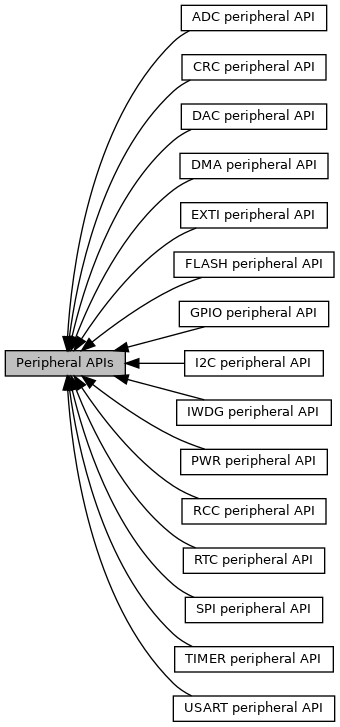 ADC peripheral API
CRC peripheral API
DAC peripheral API
DMA peripheral API
EXTI peripheral API
FLASH peripheral API
GPIO peripheral API
Peripheral APIs
I2C peripheral API
IWDG peripheral API
PWR peripheral API
RCC peripheral API
RTC peripheral API
SPI peripheral API
TIMER peripheral API
USART peripheral API